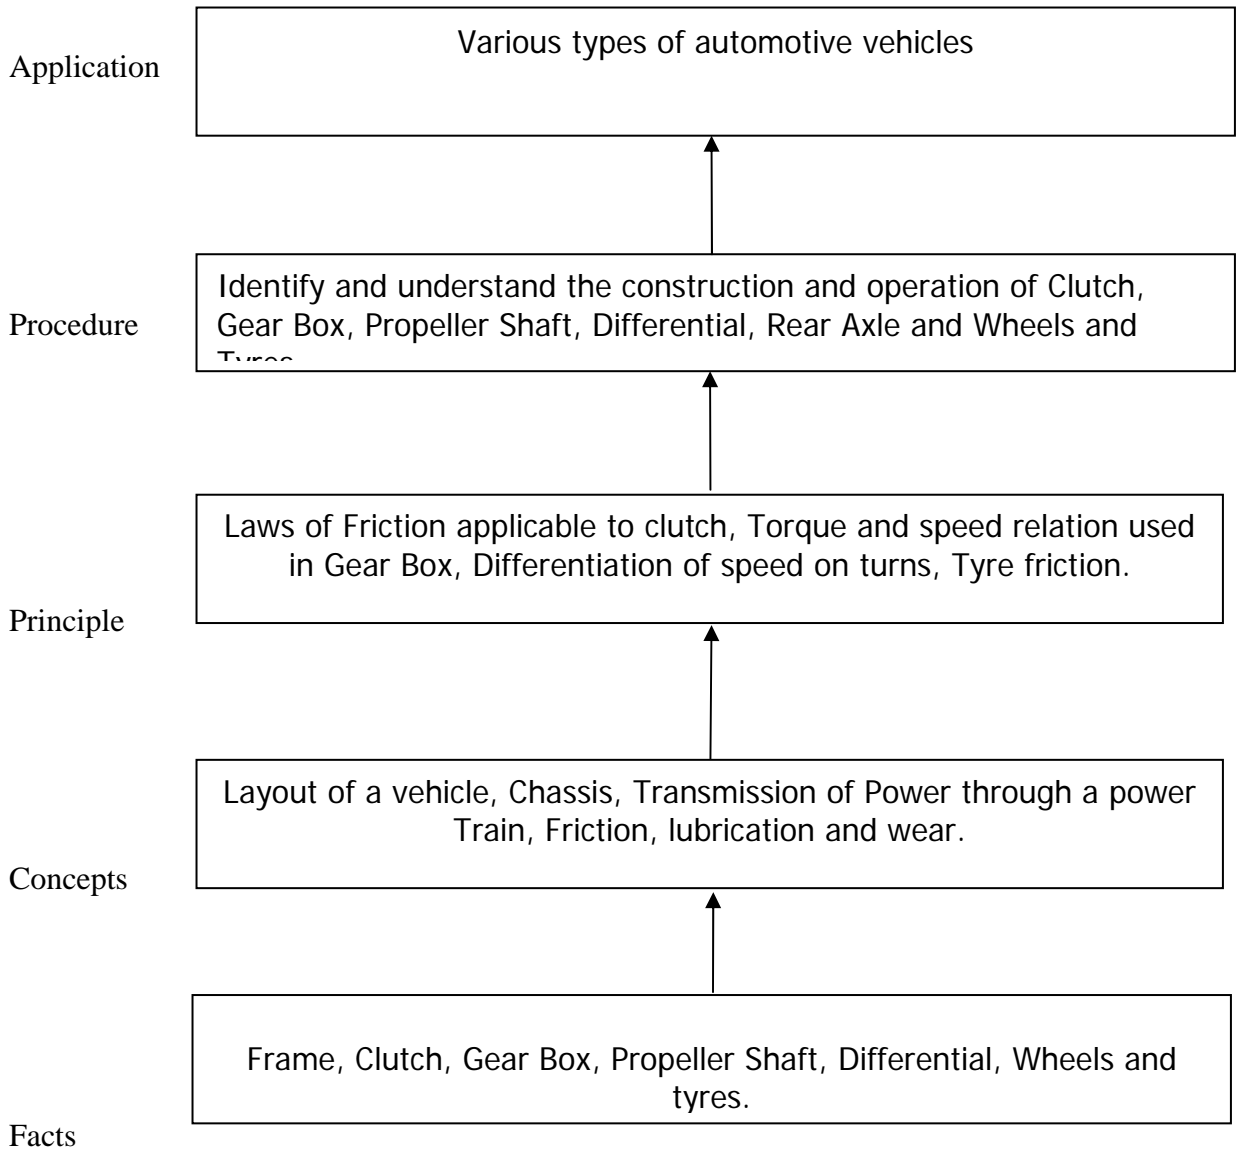 Various types of automotive vehicles
Application
Identify and understand the construction and operation of Clutch,
Gear Box, Propeller Shaft, Differential, Rear Axle and Wheels and
Tyres
Procedure
Laws of Friction applicable to clutch, Torque and speed relation used
in Gear Box, Differentiation of speed on turns, Tyre friction.
Principle
Layout of a vehicle, Chassis, Transmission of Power through a power
Train, Friction, lubrication and wear.
Concepts
Frame, Clutch, Gear Box, Propeller Shaft, Differential, Wheels and
tyres.
Facts